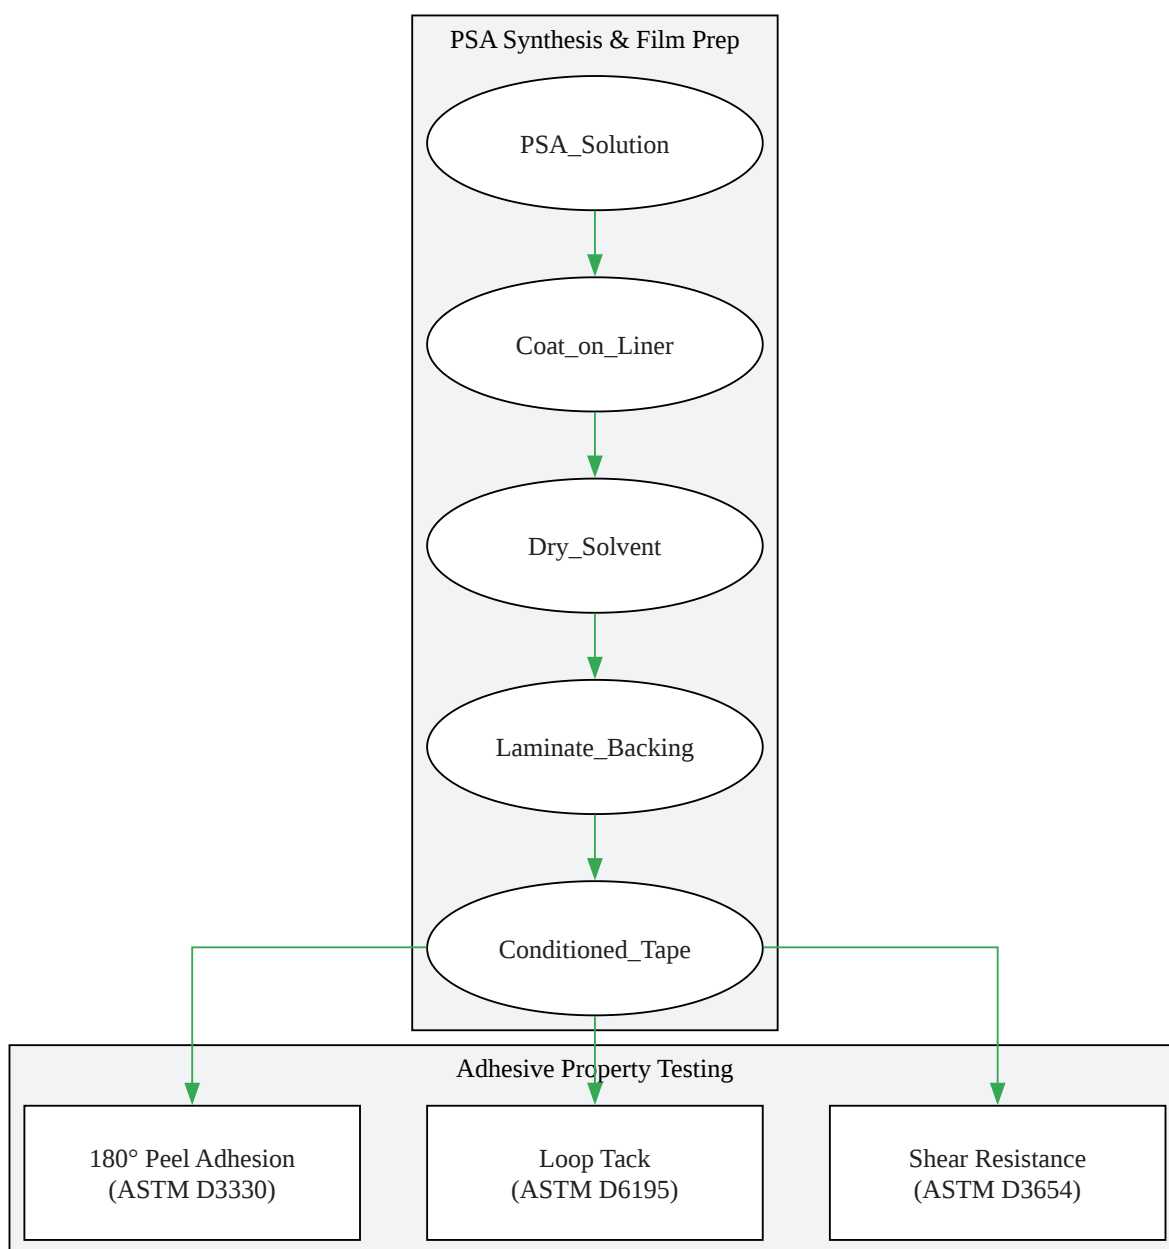 PSA Synthesis & Film Prep
PSA_Solution
Coat_on_Liner
Dry_Solvent
Laminate_Backing
Conditioned_Tape
Adhesive Property Testing
180° Peel Adhesion
(ASTM D3330)
Loop Tack
(ASTM D6195)
Shear Resistance
(ASTM D3654)